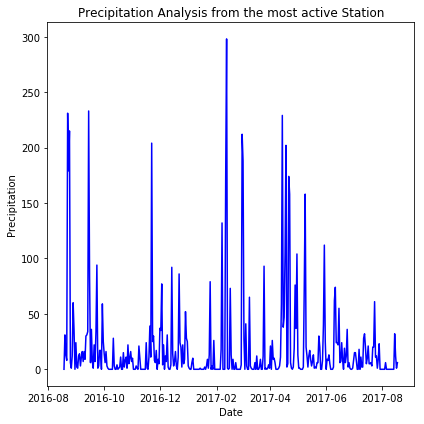 Precipitation Analysis from the most active Station
300
250
200
150
100
50
0
Precipitation
2016-08 2016-10 2016-12 2017-02 2017-04 2017-06 2017-08
Date